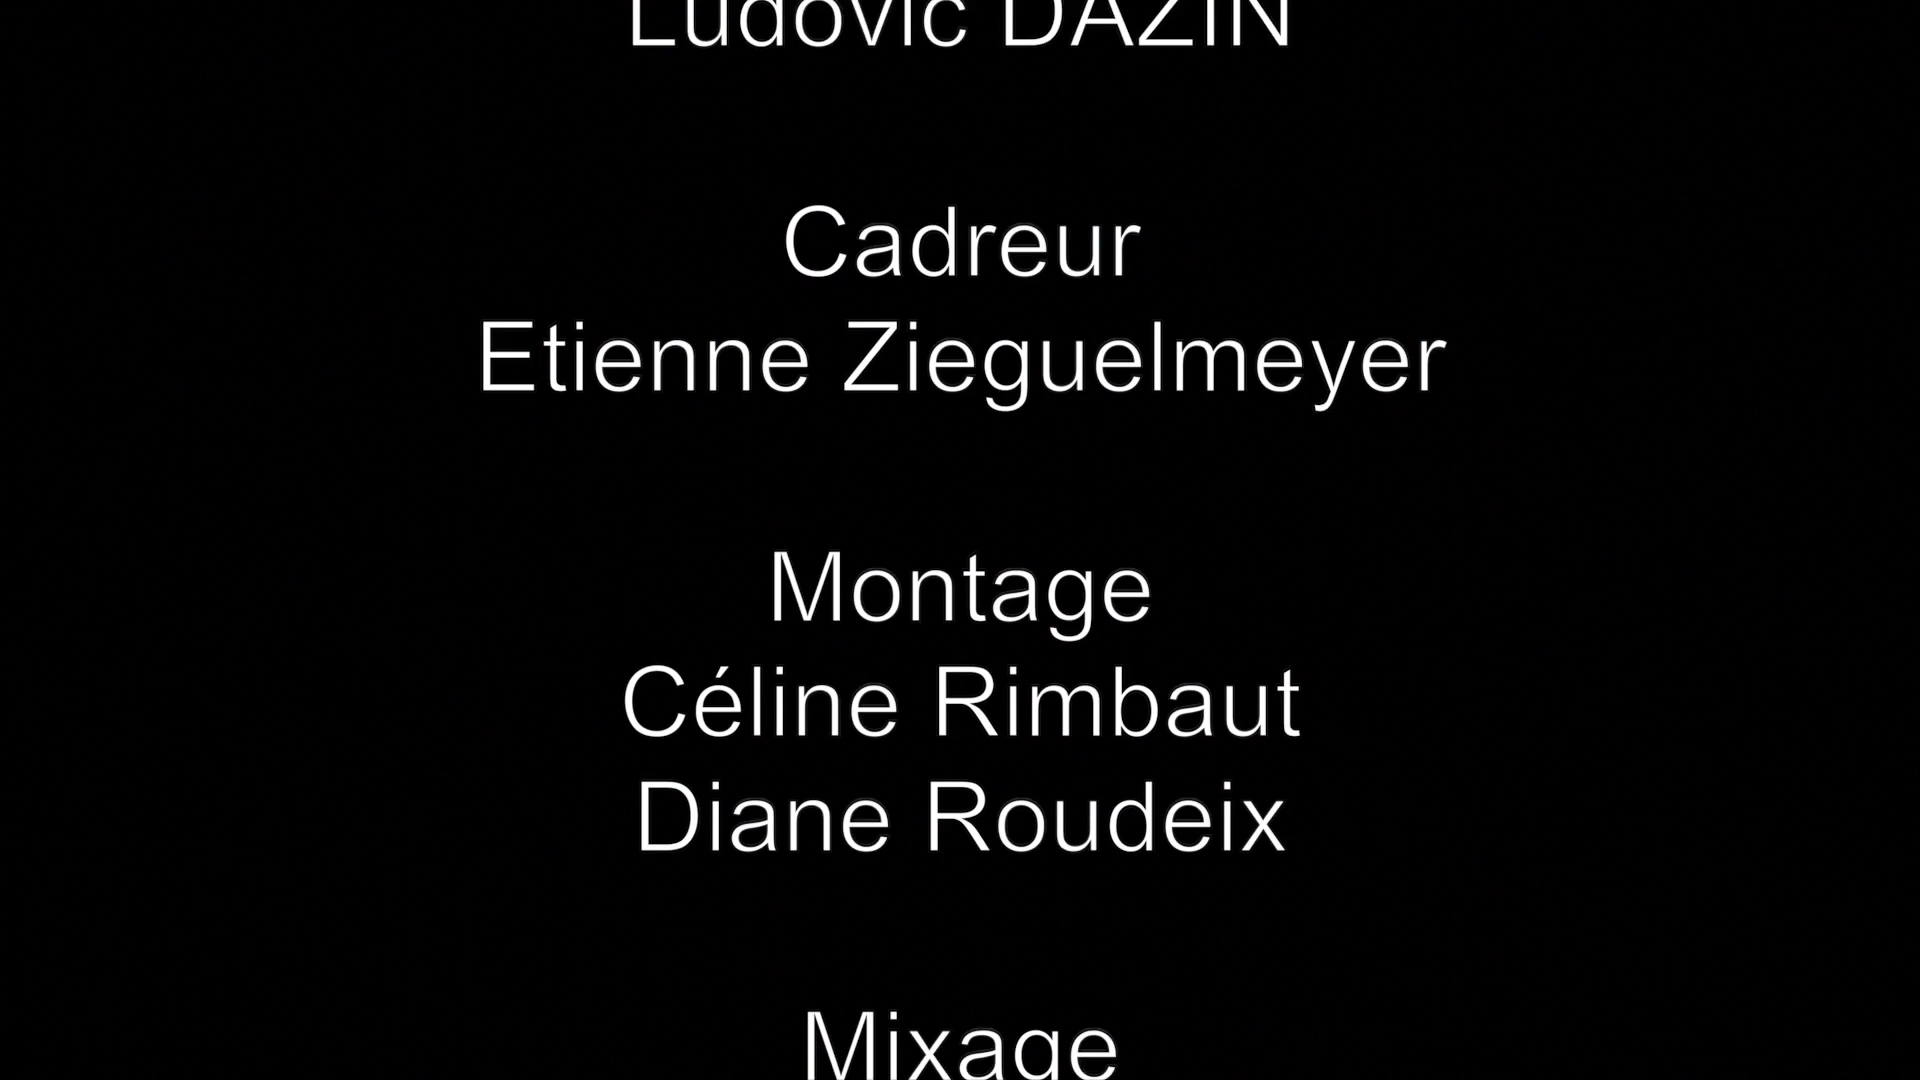 Ludovic DAZIN
Cadreur
Etienne Zieguelmeyer
Montage
Céline Rimbaut
Diane Roudeix
Mixage